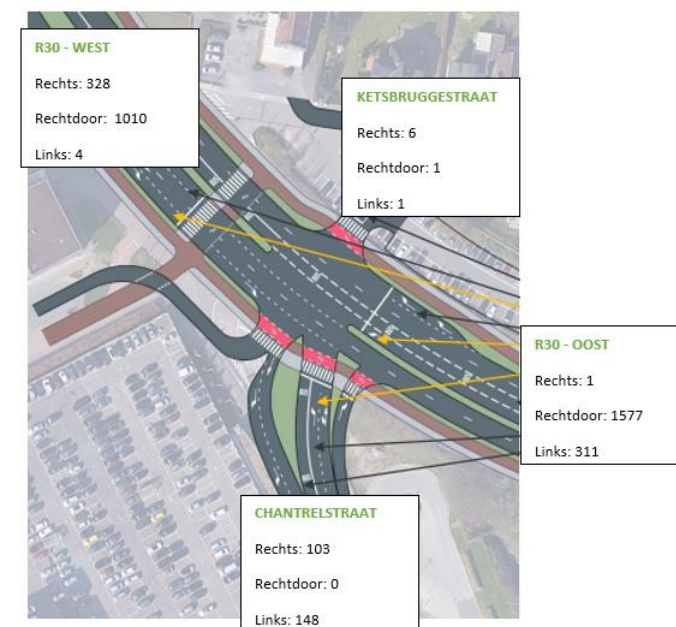 R30 - WEST
Rechts: 328
Rechtdoor: 1010
Links: 4
KETSBRUGGESTRAAT
Rechts: 6
Rechtdoor: 1
Links: 1
R30 - OOST
Rechts: 1
Rechtdoor: 1577
Links: 311
CHANTRELSTRAAT
Rechts: 103
Rechtdoor: 0
Links: 148